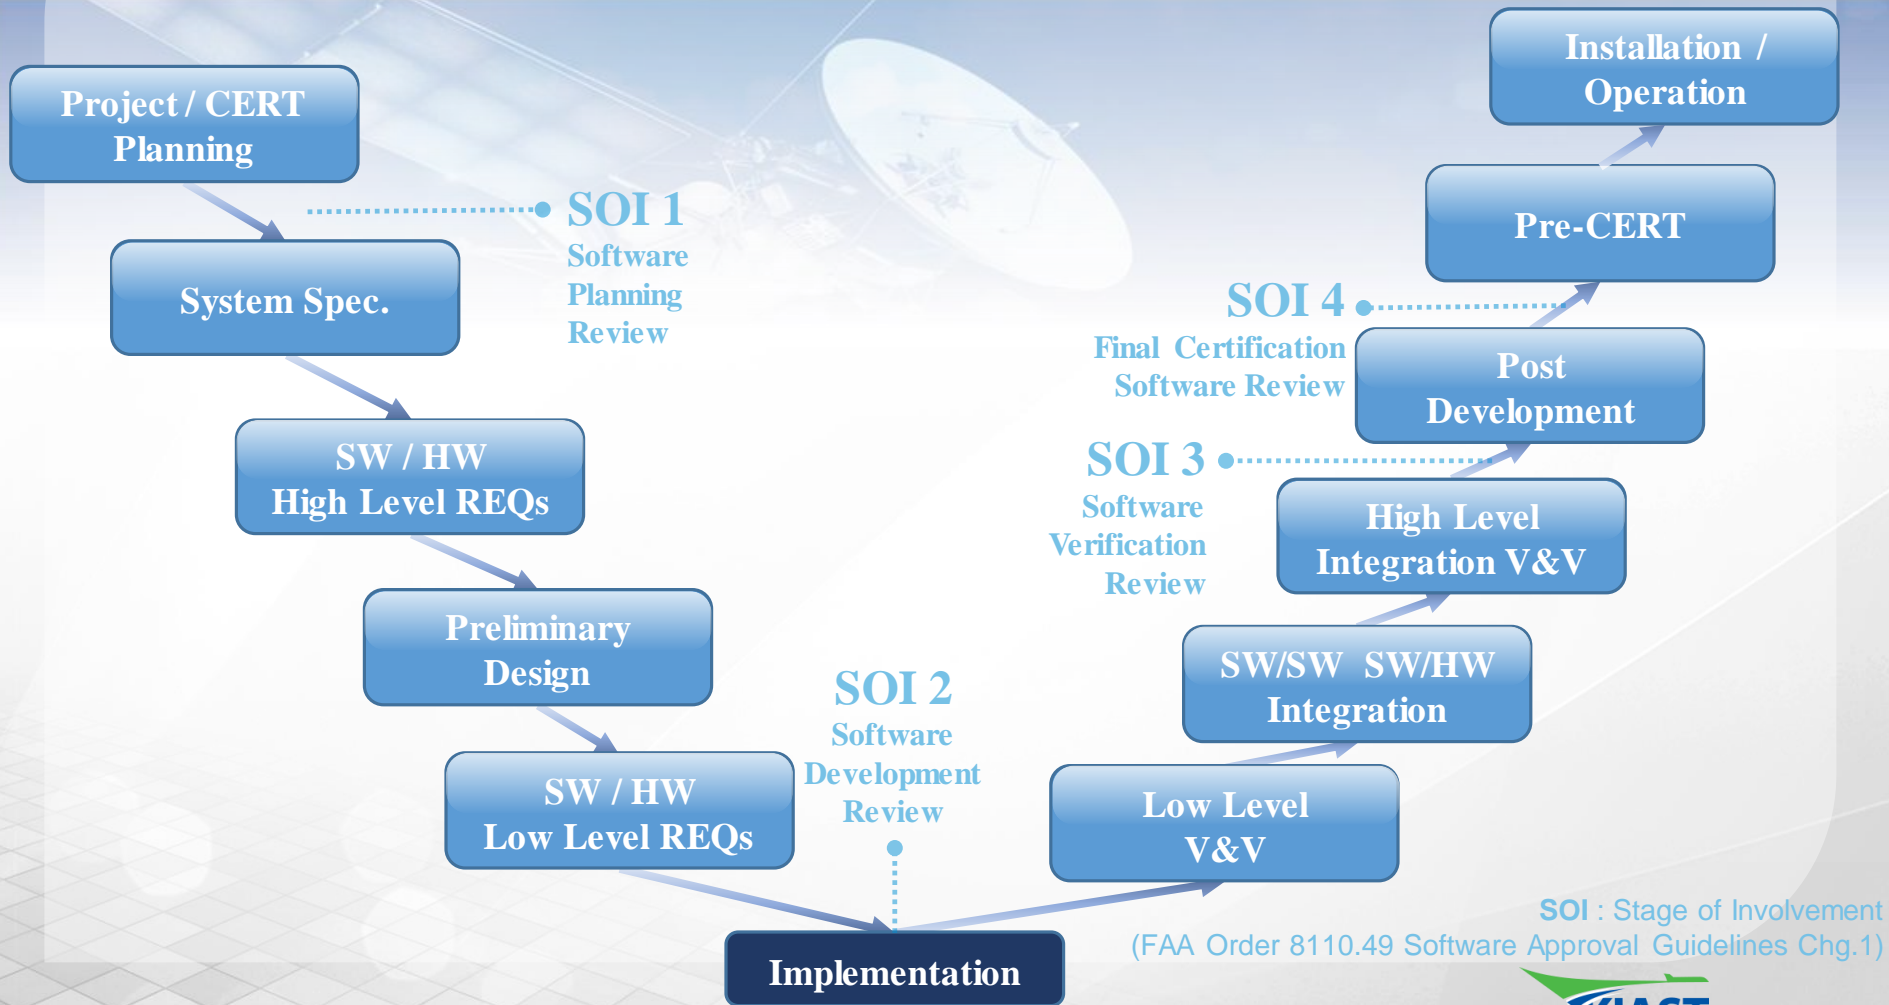 Project / CERT
Planning
System Spec.
SW / HW
High Level REQs
Preliminary
Design
SW / HW
Low Level REQs
Implementation
Low Level
V&V
SW/SW SW/HW
Integration
High Level
Integration V&V
Post
Development
Pre-CERT
Installation /
Operation
SOI 1
Software
Planning
Review
SOI 2
Software
Development
Review
SOI 3
Software
Verification
Review
SOI 4
Final Certification
Software Review
SOI : Stage of Involvement
(FAA Order 8110.49 Software Approval Guidelines Chg.1)